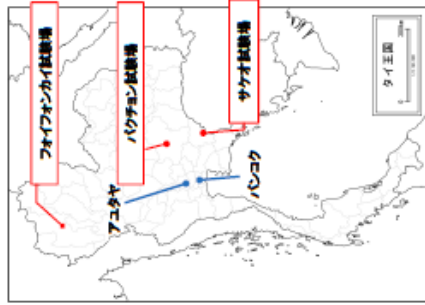 フォイフォンカイ試験場
パクチョン試験場
サケオ試験場
アユタヤ
バンコク
タイ王国